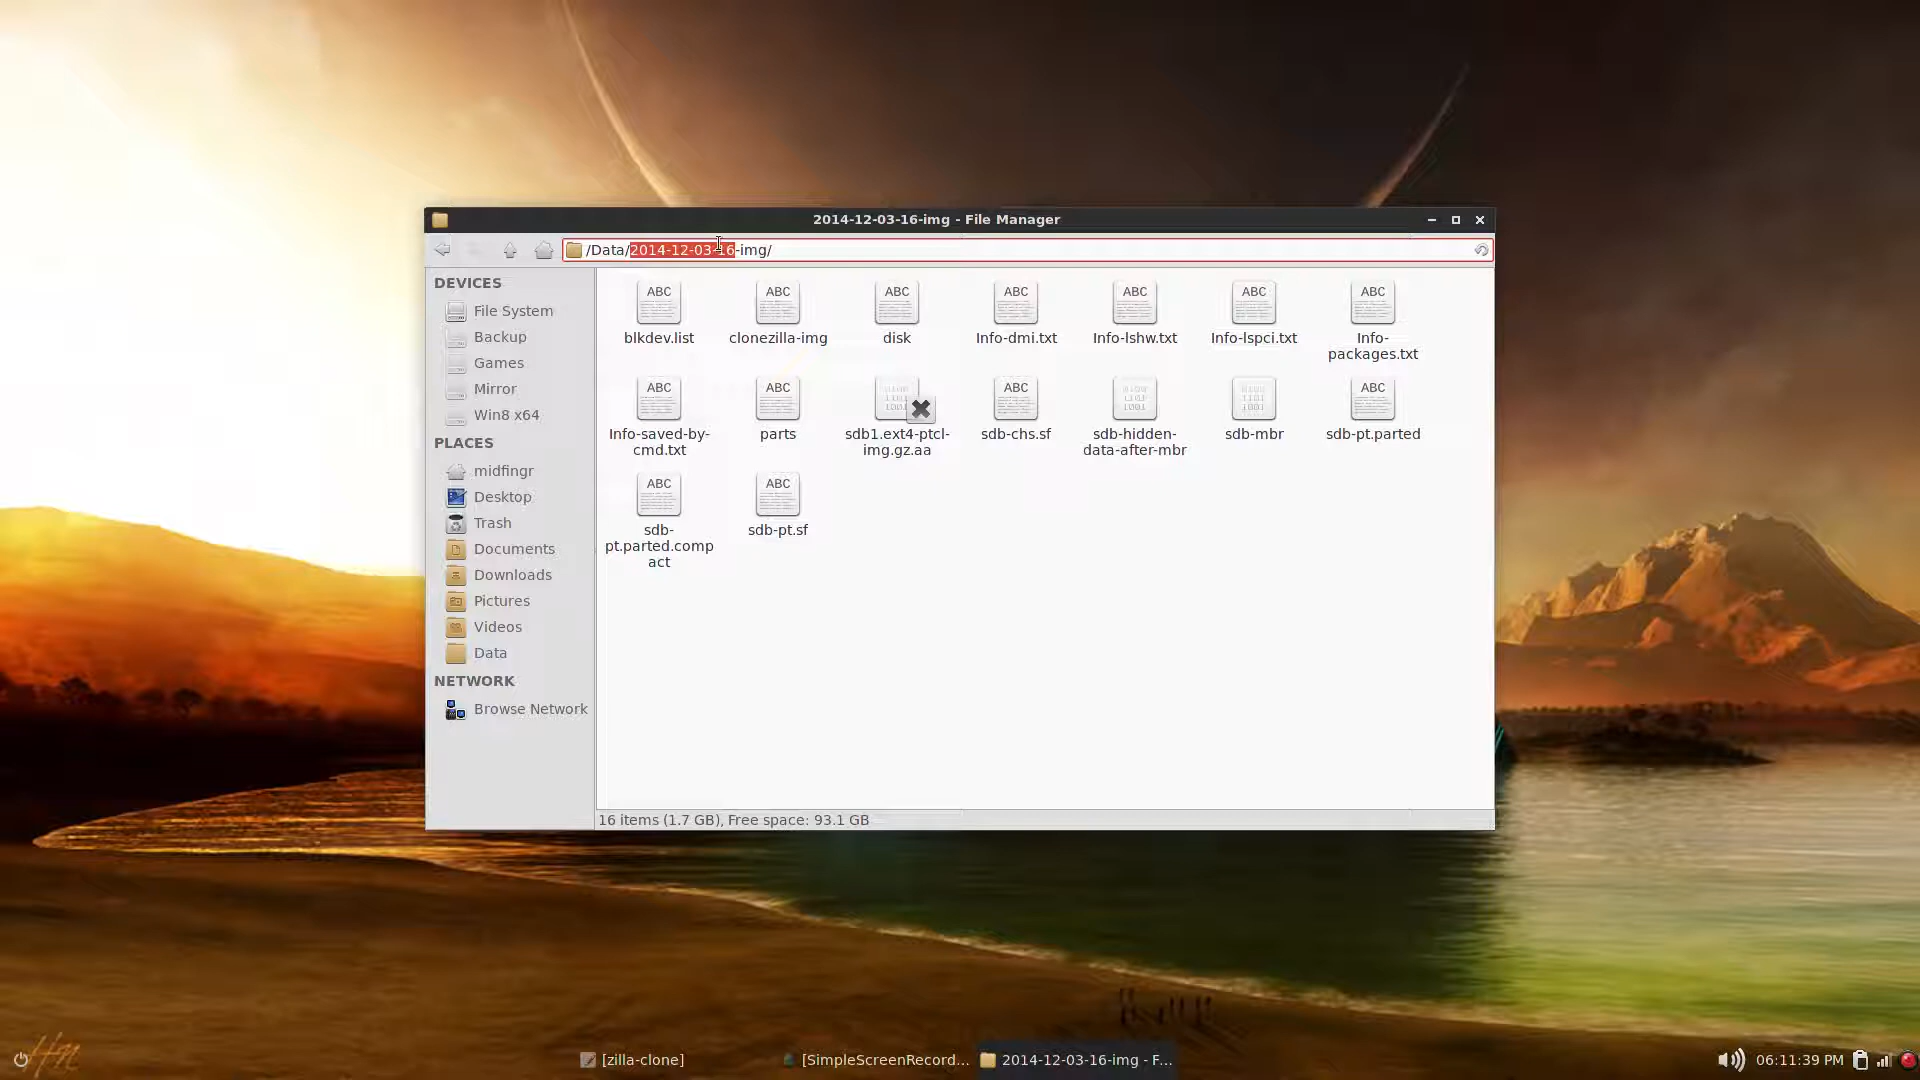 2014-12-03-16-img - File Manager
/Data/2014-12-03-16-img/
DEVICES
File System
Backup
Games
Mirror
Win8 x64
PLACES
midfingr
Desktop
Trash
Documents
Downloads
Pictures
Videos
Data
NETWORK
Browse Network
ABC
ABC
ABC
ABC
ABC
ABC
ABC
blkdev.list
clonezilla-img
disk
Info-dmi.txt
Info-lshw.txt
Info-lspci.txt
Info-
packages.txt
ABC
ABC
ABC
ABC
Info-saved-by-
cmd.txt
parts
sdb1.ext4-ptcl-
img.gz.aa
sdb-chs.sf
sdb-hidden-
data-after-mbr
sdb-mbr
sdb-pt.parted
ABC
ABC
sdb-
pt.parted.comp
act
sdb-pt.sf
16 items (1.7 GB), Free space: 93.1 GB
[zilla-clone]
[SimpleScreenRecord...
2014-12-03-16-img - F...
06:11:39 PM